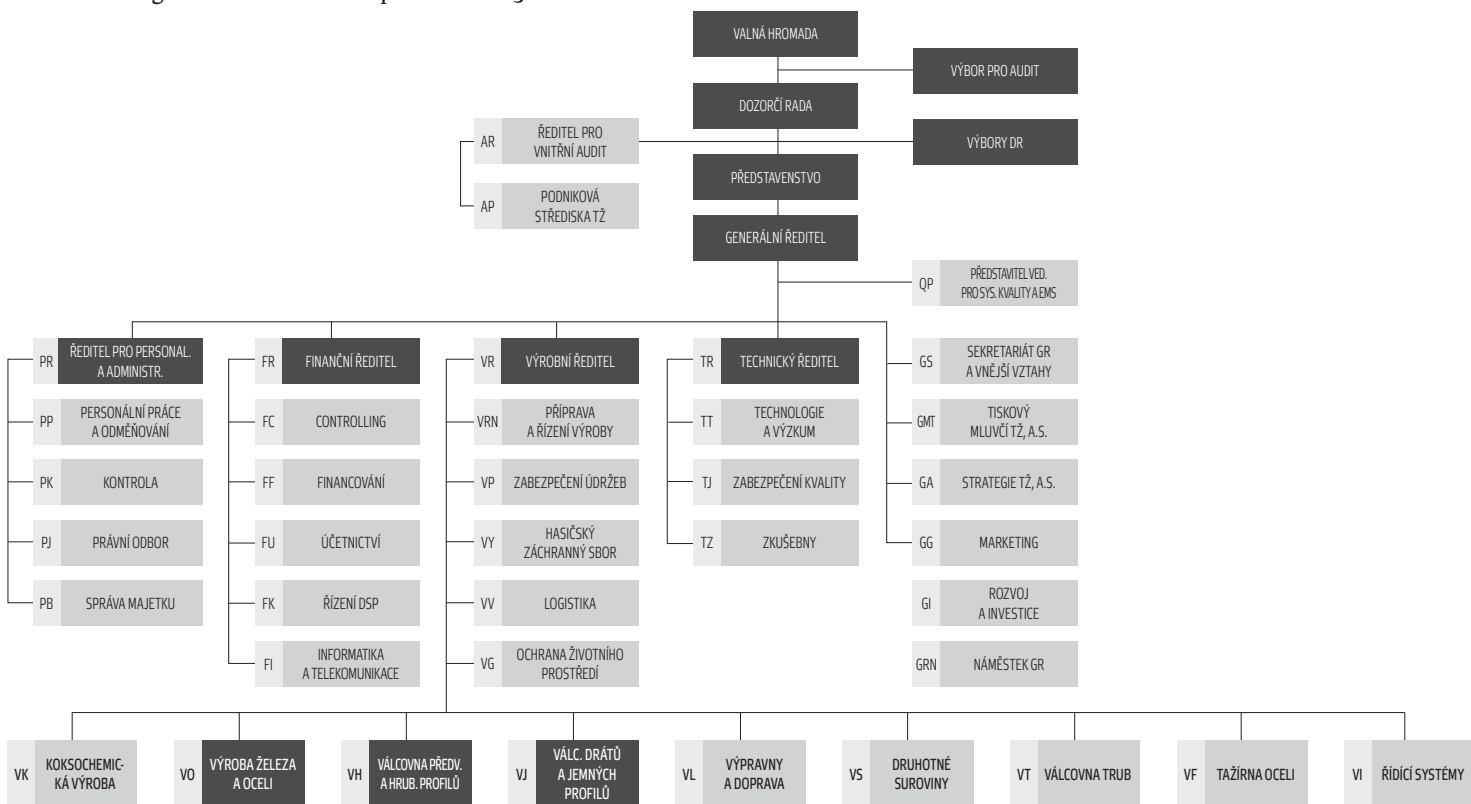 VALNÁ HROMADA
VÝBOR PRO AUDIT
DOZORČÍ RADA
AR
ŘEDITEL PRO
VNITŘNÍ AUDIT
VÝBORY DR
PŘEDSTAVENSTVO
AP
PODNIKOVÁ
STŘEDISKA TŽ
GENERÁLNÍ ŘEDITEL
QP
PŘEDSTAVITEL VED.
PRO SYS. KVALITY A EMS
PR
ŘEDITEL PRO PERSONAL.
A ADMINISTR.
PP
PERSONÁLNÍ PRÁCE
A ODMĚŇOVÁNÍ
PK
KONTROLA
PJ
PRÁVNÍ ODBOR
PB
SPRÁVA MAJETKU
FR
FINANČNÍ ŘEDITEL
FC
CONTROLLING
FF
FINANCOVÁNÍ
FU
ÚČETNICTVÍ
FK
ŘÍZENÍ DSP
FI
INFORMATIKA
A TELEKOMUNIKACE
VR
VÝROBNÍ ŘEDITEL
VRN
PŘÍPRAVA
A ŘÍZENÍ VÝROBY
VP
ZABEZPEČENÍ ÚDRŽEB
VY
HASIČSKÝ
ZÁCHRANNÝ SBOR
VV
LOGISTIKA
VG
OCHRANA ŽIVOTNÍHO
PROSTŘEDÍ
TR
TECHNICKÝ ŘEDITEL
TT
TECHNOLOGIE
A VÝZKUM
TJ
ZABEZPEČENÍ KVALITY
TZ
ZKUŠEBNY
GS
SEKRETARIÁT GR
A VNĚJŠÍ VZTAHY
GMT
TISKOVÝ
MLUVČÍ TŽ, A.S.
GA
STRATEGIE TŽ, A.S.
GG
MARKETING
GI
ROZVOJ
A INVESTICE
GRN
NÁMĚSTEK GR
VK
KOKSOCHEMIC-
KÁ VÝROBA
VO
VÝROBA ŽELEZA
A OCELI
VH
VÁLCOVNA PŘEDV.
A HRUB. PROFILŮ
VJ
VÁLC. DRÁTŮ
A JEMNÝCH
PROFILŮ
VL
VÝPRAVNY
A DOPRAVA
VS
DRUHOTNÉ
SUROVINY
VT
VÁLCOVNA TRUB
VF
TAŽÍRNA OCELI
VI
ŘÍDÍCÍ SYSTÉMY